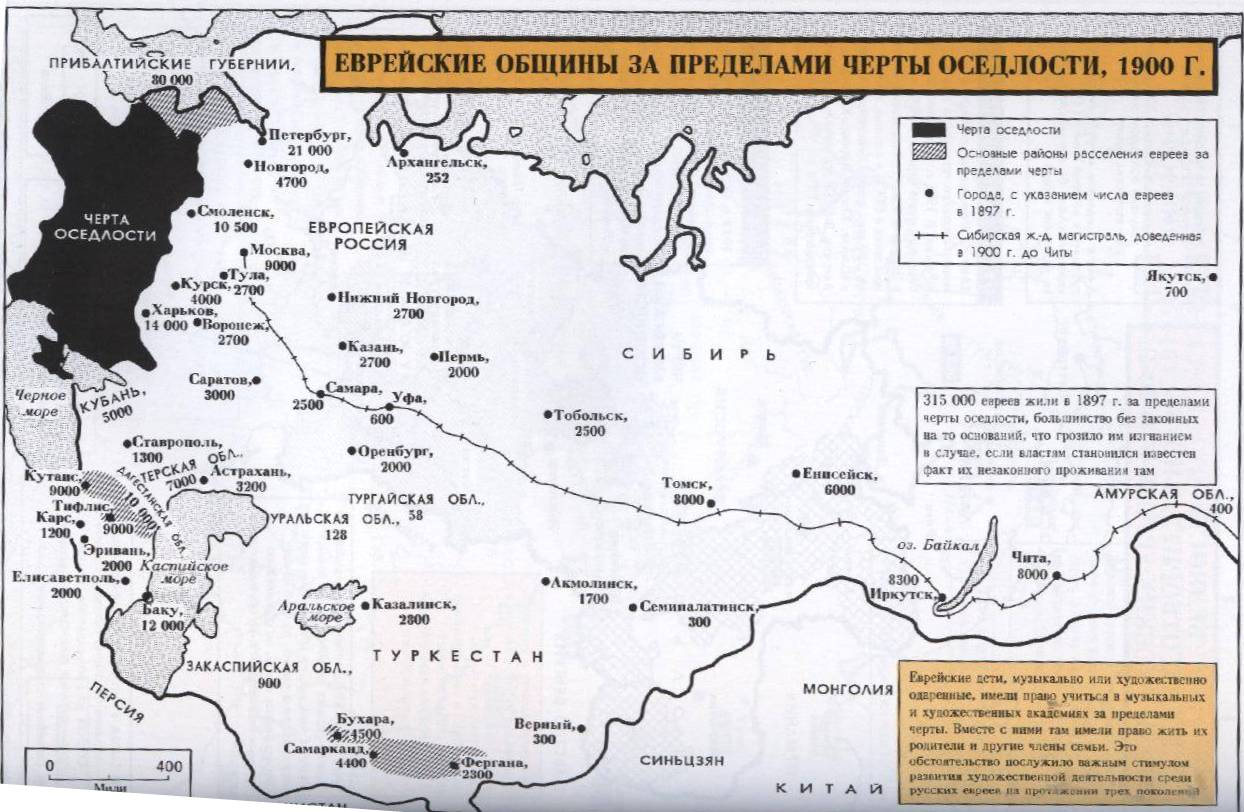 ЕВРЕЙСКИЕ ОБЩИНЫ ЗА ПРЕДЕЛАМИ ЧЕРТЫ ОСЕДЛОСТИ, 1900 Г.
ПРИБАЛТИЙСКИЕ ГУБЕРНИИ,
80 000
Петербург,
21 000
Новгород,
4700
Архангельск,
252
Черта оседлости
Основные районы расселения евреев за
пределами черты
Города, с указанием числа евреев
в 1897 г.
Сибирская ж.-д. магистраль, доведенная
в 1900 г. до Читы
ЧЕРТА
ОСЕДЛОСТИ
Смоленск,
10 500
ЕВРОПЕЙСКАЯ
РОССИЯ
Москва,
9000
Тула,
2700
Курск,
4000
Якутск,
700
Нижний Новгород,
2700
Харьков,
14 000
Воронеж,
2700
Казань,
2700
Пермь,
2000
СИБИРЬ
Саратов,
3000
Самара,
2500
Уфа,
600
Черное
море
КУБАНЬ,
5000
Тобольск,
2500
315 000 евреев жили в 1897 г. за пределами
черты оседлости, большинство без законных
на то оснований, что грозило им изгнанием
в случае, если властям становился известен
факт их незаконного проживания там
Ставрополь,
1300
ТЕРСКАЯ ОБЛ.,
7000
Астрахань,
3200
Оренбург,
2000
Енисейск,
6000
Томск,
8000
Кутаис,
9000
ДАГЕСТАНСКАЯ ОБЛ.
10 000
Тифлис,
9000
Карс,
1200
ТУРГАЙСКАЯ ОБЛ.,
58
УРАЛЬСКАЯ ОБЛ.,
128
АМУРСКАЯ ОБЛ.,
400
Эривань,
2000
Каспийское
море
оз. Байкал
Чита,
8000
Елисаветполь,
2000
8300
Иркутск,
Баку,
12 000
Аральское
море
Казалинск,
2800
Акмолинск,
1700
Семипалатинск,
300
ЗАКАСПИЙСКАЯ ОБЛ.,
900
ТУРКЕСТАН
ПЕРСИЯ
МОНГОЛИЯ
Бухара,
4500
Самарканд,
4400
Фергана,
2300
Верный,
300
СИНЬЦЗЯН
КИТАЙ
Еврейские дети, музыкально или художественно
одаренные, имели право учиться в музыкальных
и художественных академиях за пределами
черты. Вместе с ними там имели право жить их
родители и другие члены семьи. Это
обстоятельство послужило важным стимулом
развития художественной деятельности среди
русских евреев на протяжении трех поколений
0 400
Мили